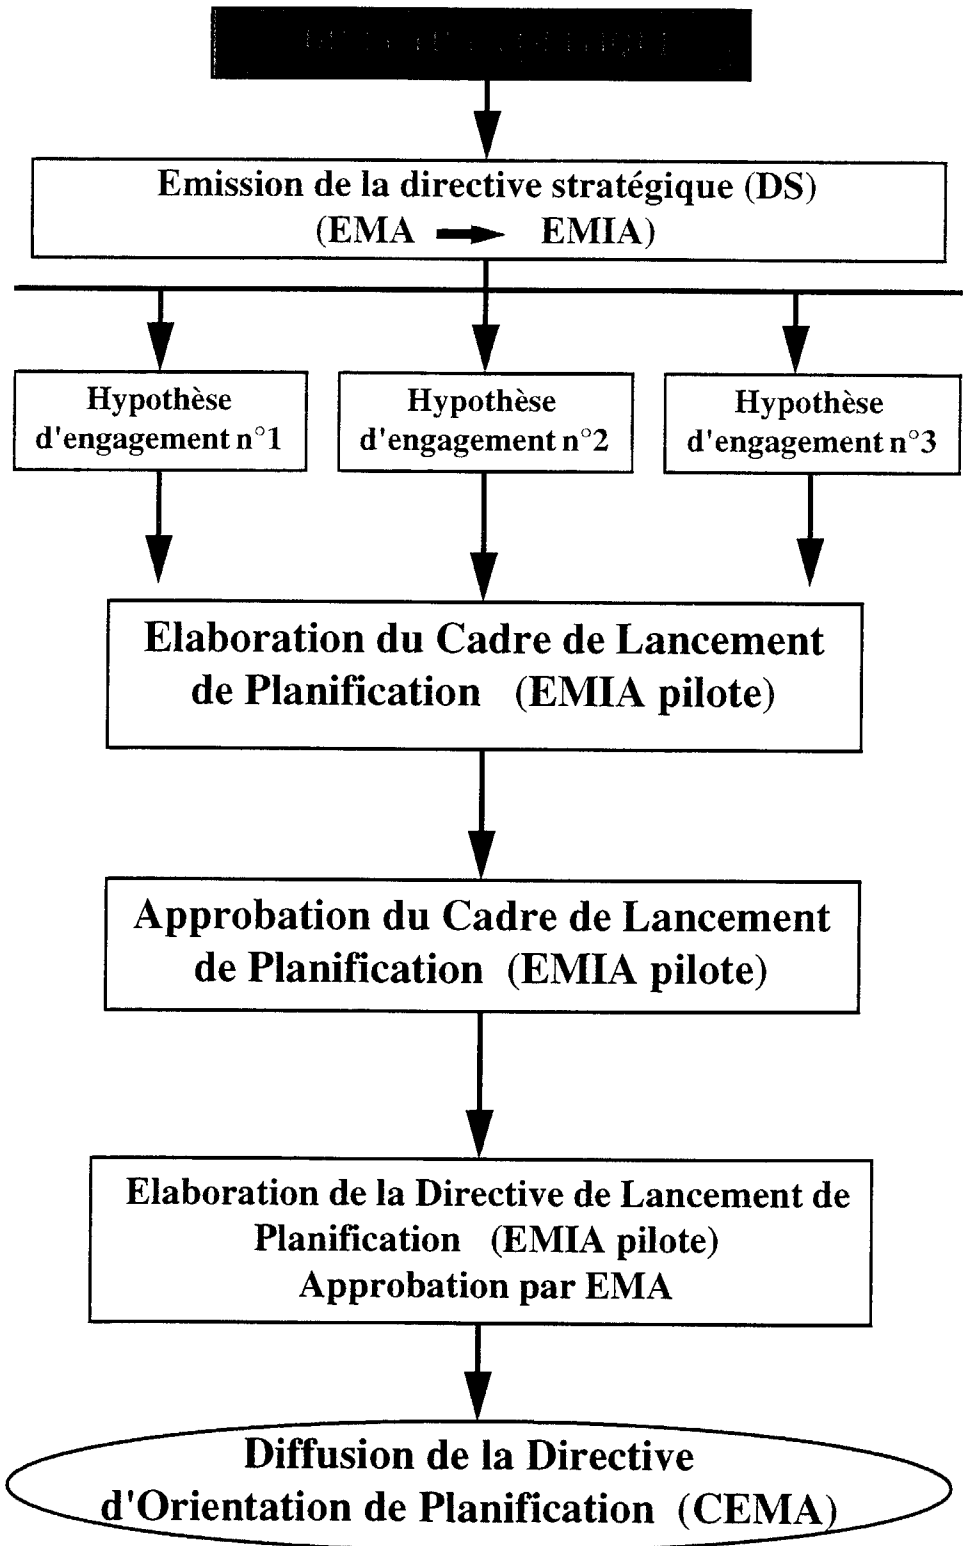 Emission de la directive stratégique (DS)
(EMA EMIA)
Hypothèse
d'engagement n°1
Hypothèse
d'engagement n°2
Hypothèse
d'engagement n°3
Elaboration du Cadre de Lancement
de Planification (EMIA pilote)
Approbation du Cadre de Lancement
de Planification (EMIA pilote)
Elaboration de la Directive de Lancement de
Planification (EMIA pilote)
Approbation par EMA
Diffusion de la Directive
d'Orientation de Planification (CEMA)